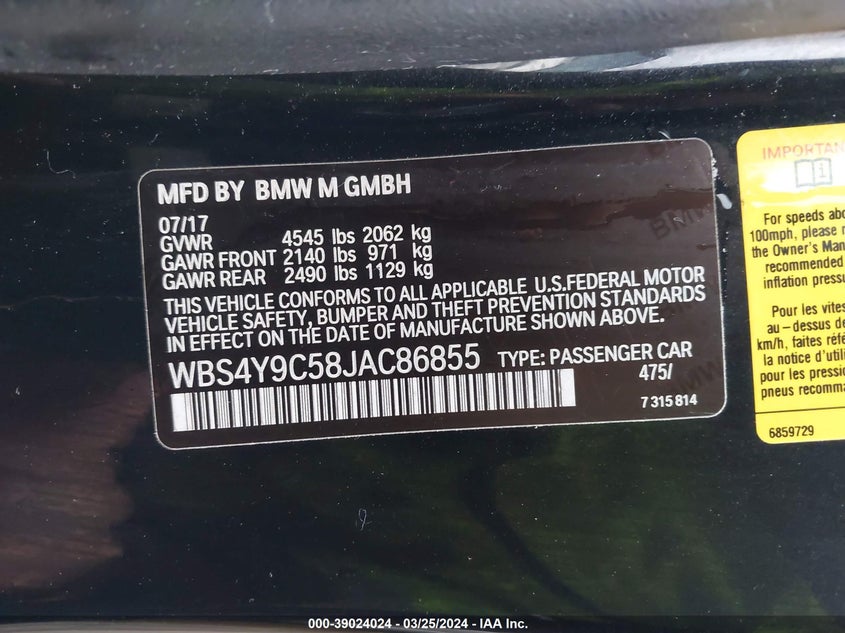 MFD BY BMW M GMBH
07/17
GVWR 4545 lbs 2062 kg
GAWR FRONT 2140 lbs 971 kg
GAWR REAR 2490 lbs 1129 kg
THIS VEHICLE CONFORMS TO ALL APPLICABLE U.S.FEDERAL MOTOR
VEHICLE SAFETY, BUMPER AND THEFT PREVENTION STANDARDS
IN EFFECT ON THE DATE OF MANUFACTURE SHOWN ABOVE.
WBS4Y9C58JAC86855 TYPE: PASSENGER CAR
475/
7 315 814
IMPORTAN
For speeds abo
100mph, please r
the Owner's Man
recommended
inflation pressu
Pour les vites
au-dessus de
km/h, faites réfé
la notice d'util
pour les pression
pneus recomma
6859729
000-39024024 - 03/25/2024 - IAA Inc.